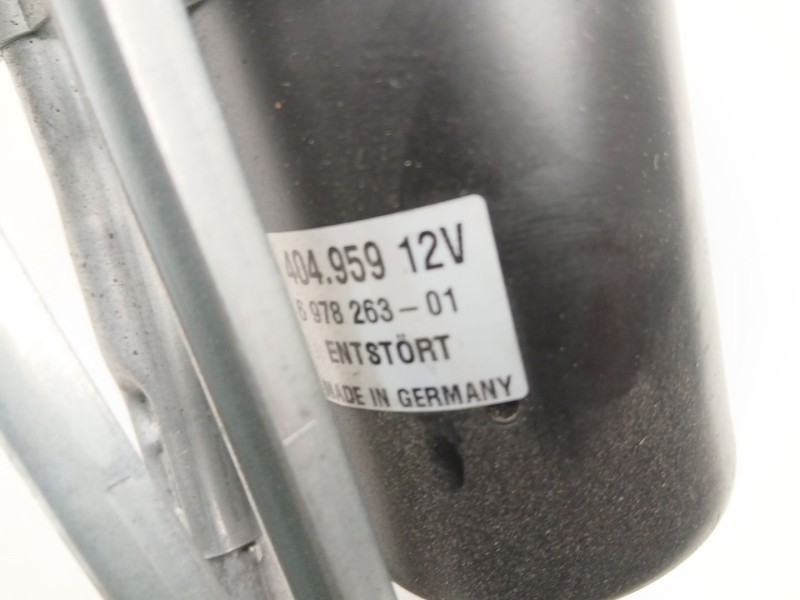 404.959 12V
6 978 263-01
ENTSTÖRT
MADE IN GERMANY